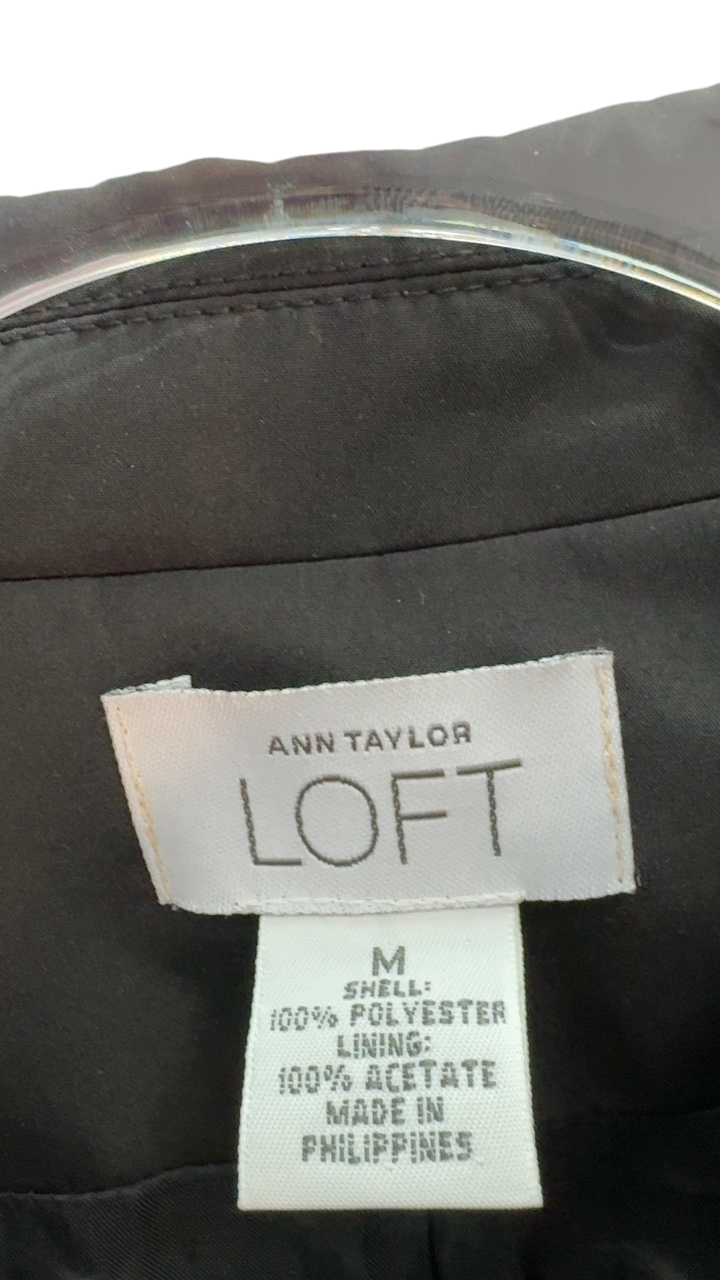 ANN TAYLOR
LOFT
M
SHELL:
100% POLYESTER
LINING:
100% ACETATE
MADE IN
PHILIPPINES